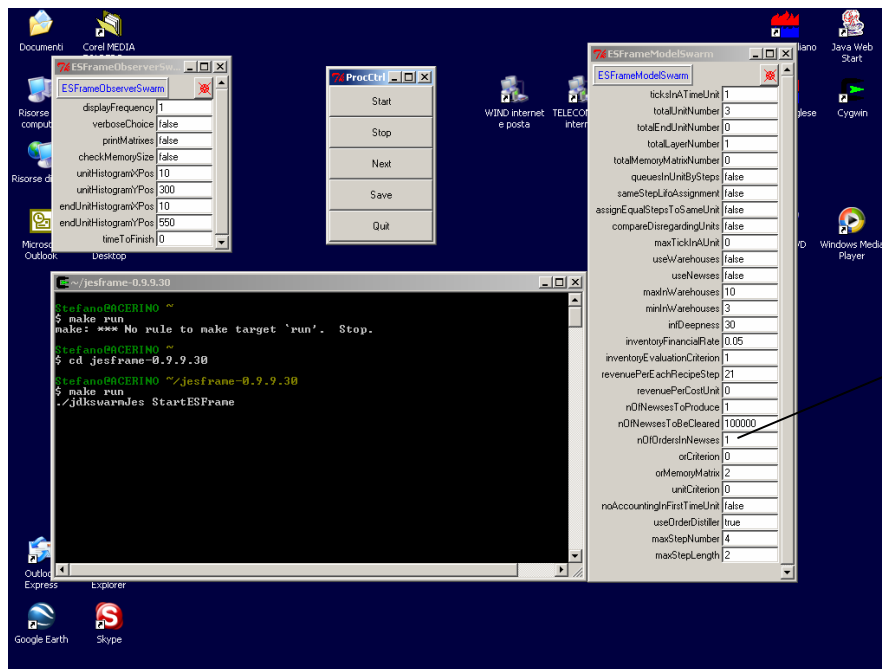 Documenti
Corel MEDIA
Java Web
Start
Risorse
comput
WIND internet
e posta
TELECO
intern
Cygwin
Risorse di
Microso
Outlook
Desktop
Windows Media
Player
Outloo
Express
Explorer
Google Earth
Skype
ESFrameObserverSw...
ESFrameObserverSwarm
displayFrequency 1
verboseChoice false
printMatrixes false
checkMemorySize false
unitHistogramXPos 10
unitHistogramYPos 300
endUnitHistogramXPos 10
endUnitHistogramYPos 550
timeToFinish 0
ProcCtrl
Start
Stop
Next
Save
Quit
~/jesframe-0.9.9.30
Stefano@ACERINO ~
$ make run
make: *** No rule to make target `run'.  Stop.
Stefano@ACERINO ~
$ cd jesframe-0.9.9.30
Stefano@ACERINO ~/jesframe-0.9.9.30
$ make run
./jdkswarmJes StartESFrame
ESFrameModelSwarm
ESFrameModelSwarm
ticksInATimeUnit 1
totalUnitNumber 3
totalEndUnitNumber 0
totalLayerNumber 1
totalMemoryMatrixNumber 0
queuesInUnitBySteps false
sameStepLifoAssignment false
assignEqualStepsToSameUnit false
compareDisregardingUnits false
maxTickInAUnit 0
useWarehouses false
useNewses false
maxInWarehouses 10
minInWarehouses 3
infDeepness 30
inventoryFinancialRate 0.05
inventoryEvaluationCriterion 1
revenuePerEachRecipeStep 21
revenuePerCostUnit 0
nOfNewsesToProduce 1
nOfNewsesToBeCleared 100000
nOfOrdersInNewses 1
orCriterion 0
orMemoryMatrix 2
unitCriterion 0
noAccountingInFirstTimeUnit false
useOrderDistiller true
maxStepNumber 4
maxStepLength 2